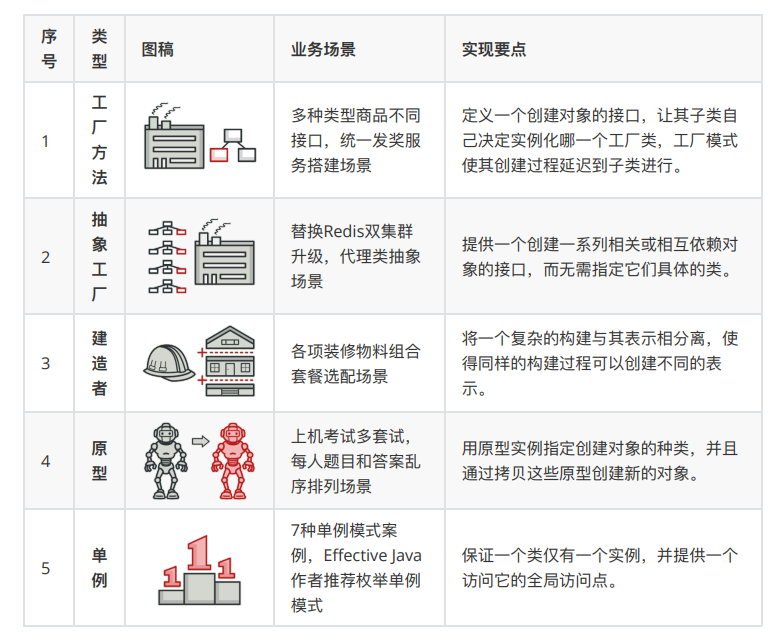 序号 类型 图稿 业务场景 实现要点
1
工厂方法
多种类型商品不同
接口，统一发奖服
务搭建场景
定义一个创建对象的接口，让其子类自
己决定实例化哪一个工厂类，工厂模式
使其创建过程延迟到子类进行。
2
抽象工厂
替换Redis双集群
升级，代理类抽象
场景
提供一个创建一系列相关或相互依赖对
象的接口，而无需指定它们具体的类。
3
建造者
各项装修物料组合
套餐选配场景
将一个复杂的构建与其表示相分离，使
得同样的构建过程可以创建不同的表
示。
4
原型
上机考试多套试，
每人题目和答案乱
序排列场景
用原型实例指定创建对象的种类，并且
通过拷贝这些原型创建新的对象。
5
单例
1 1 1
7种单例模式案
例，Effective Java
作者推荐枚举单例
模式
保证一个类仅有一个实例，并提供一个
访问它的全局访问点。